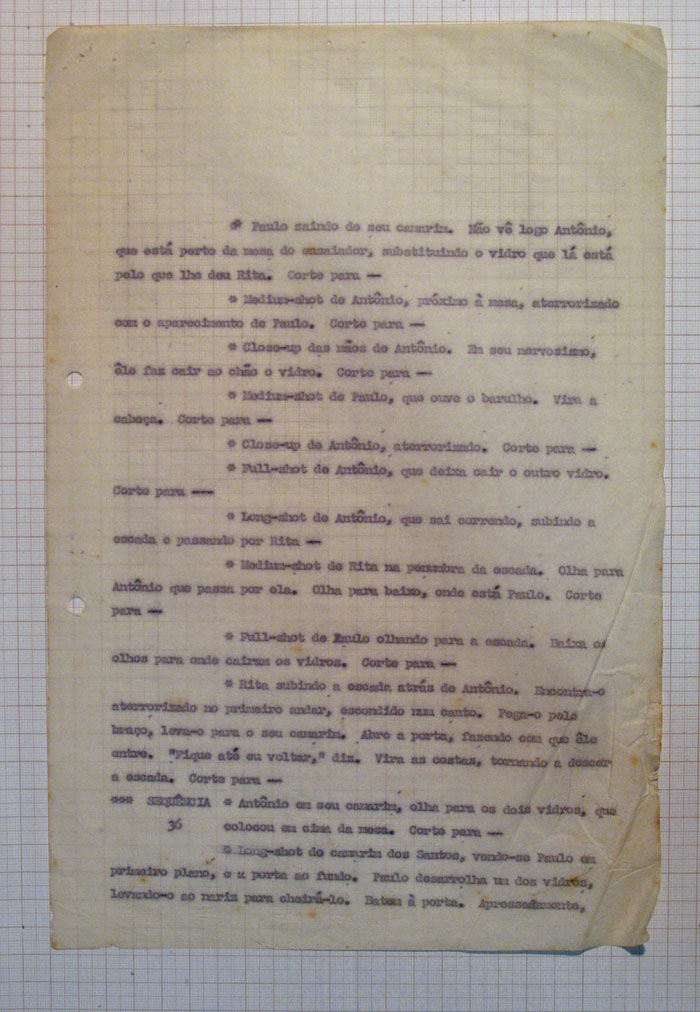 * Paulo saindo de seu camarim. Não vê logo Antônio,
que está perto da mesa do ensaiador, substituindo o vidro que lá está
pelo que lhe deu Rita. Corte para —
* Medium-shot de Antônio, próximo à mesa, aterrorizado
com o aparecimento de Paulo. Corte para —
* Close-up das mãos de Antônio. Em seu nervosismo,
êle faz cair ao chão o vidro. Corte para —
* Medium-shot de Paulo, que ouve o barulho. Vira a
cabeça. Corte para —
* Close-up de Antônio, aterrorizado. Corte para —
* Full-shot de Antônio, que deixa cair o outro vidro.
Corte para —
* Long-shot de Antônio, que sai correndo, subindo a
escada e passando por Rita —
* Medium-shot de Rita na penumbra da escada. Olha para
Antônio que passa por ela. Olha para baixo, onde está Paulo. Corte
para —
* Full-shot de Paulo olhando para a escada. Baixa os
olhos para onde cairam os vidros. Corte para —
* Rita subindo a escada atrás de Antônio. Encontra-o
aterrorizado no primeiro andar, escondido num canto. Pega-o pelo
braço, leva-o para o seu camarim. Abre a porta, fazendo com que êle
entre. "Fique até eu voltar," diz. Vira as costas, tornando a descer
a escada. Corte para —
*** SEQUÊNCIA * Antônio em seu camarim, olha para os dois vidros, que
36 colocou em cima da mesa. Corte para —
* Long-shot do camarim dos Santos, vendo-se Paulo em
primeiro plano, e a porta ao fundo. Paulo desarrolha um dos vidros,
levando-o ao nariz para cheirá-lo. Batem à porta. Apressadamente,